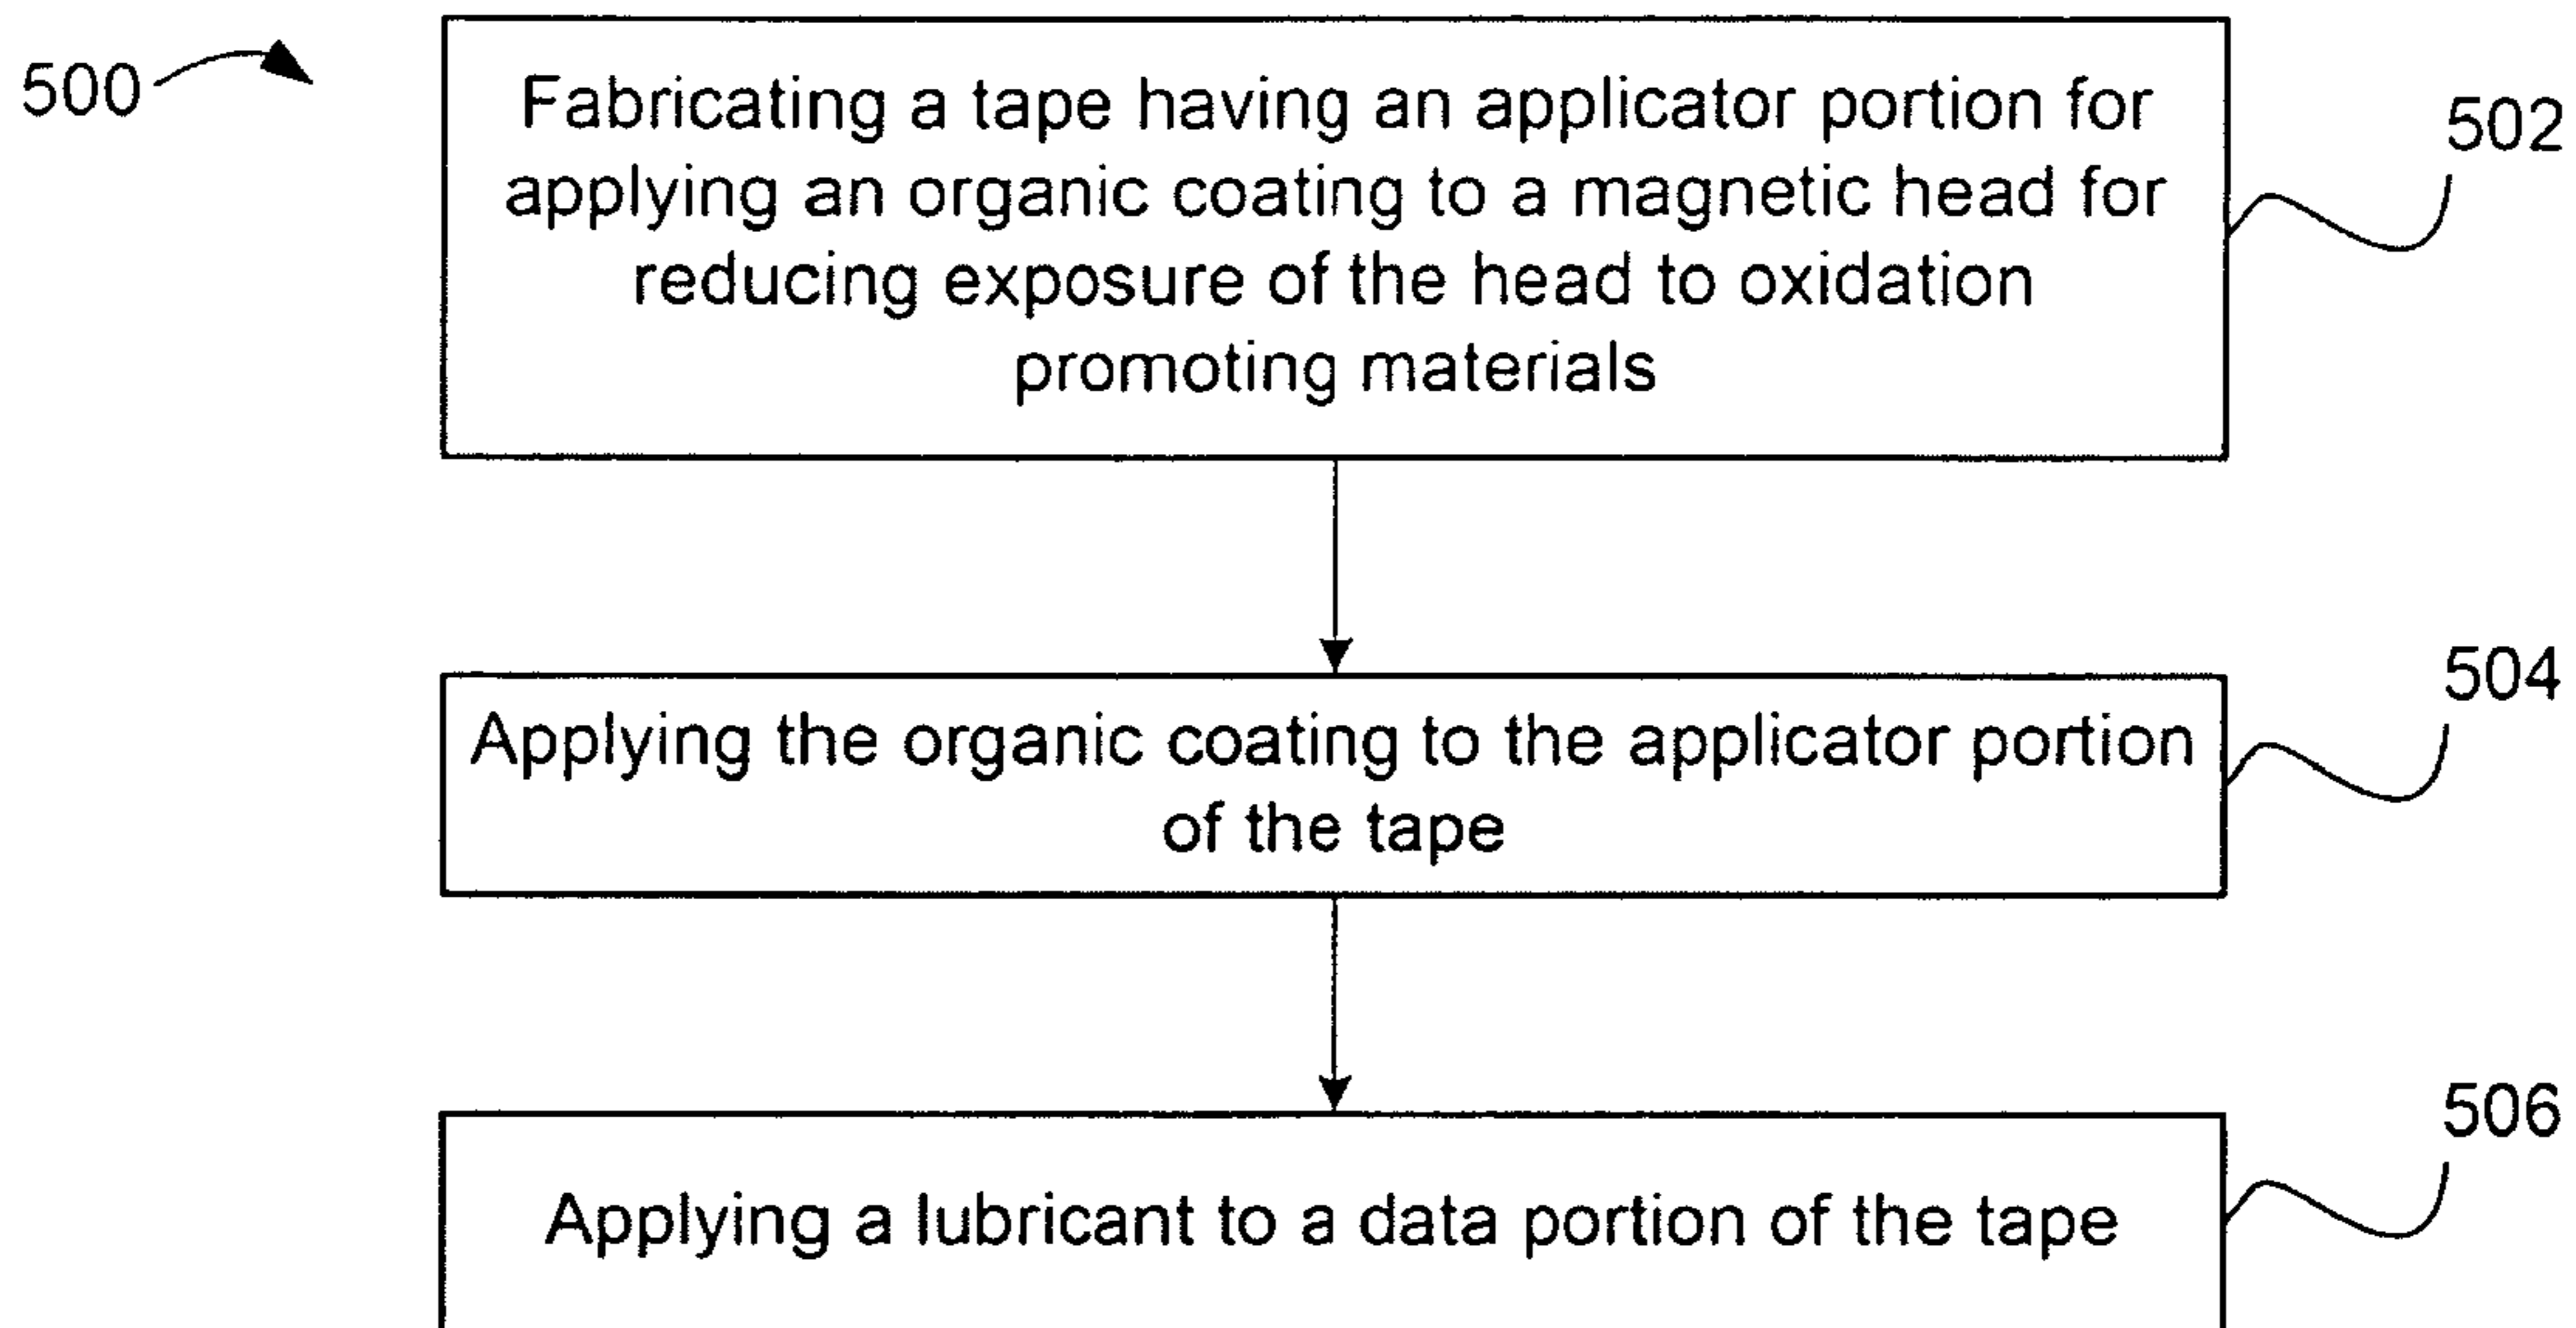 500
Fabricating a tape having an applicator portion for
applying an organic coating to a magnetic head for
reducing exposure of the head to oxidation
promoting materials
502
Applying the organic coating to the applicator portion
of the tape
504
Applying a lubricant to a data portion of the tape
506